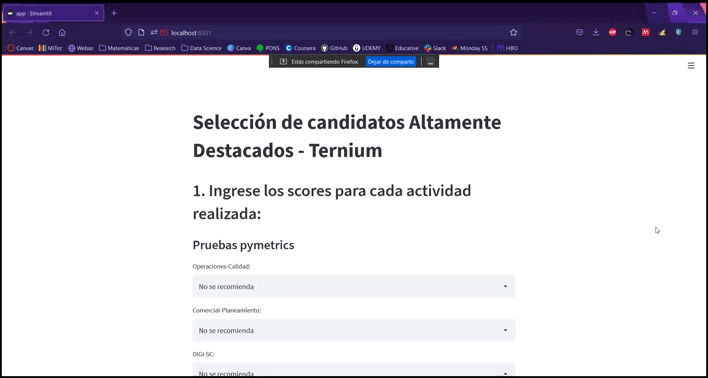 app · Streamlit
localhost:8501
Canvas MiTec Webas Matemáticas Research Data Science Canva PONS Coursera GitHub UDEMY Educative Slack Monday SS HBO
Estás compartiendo Firefox. Dejar de compartir
Selección de candidatos Altamente
Destacados - Ternium
1. Ingrese los scores para cada actividad
realizada:
Pruebas pymetrics
Operaciones-Calidad:
No se recomienda
Comercial-Planeamiento:
No se recomienda
DIGI-SC:
No se recomienda